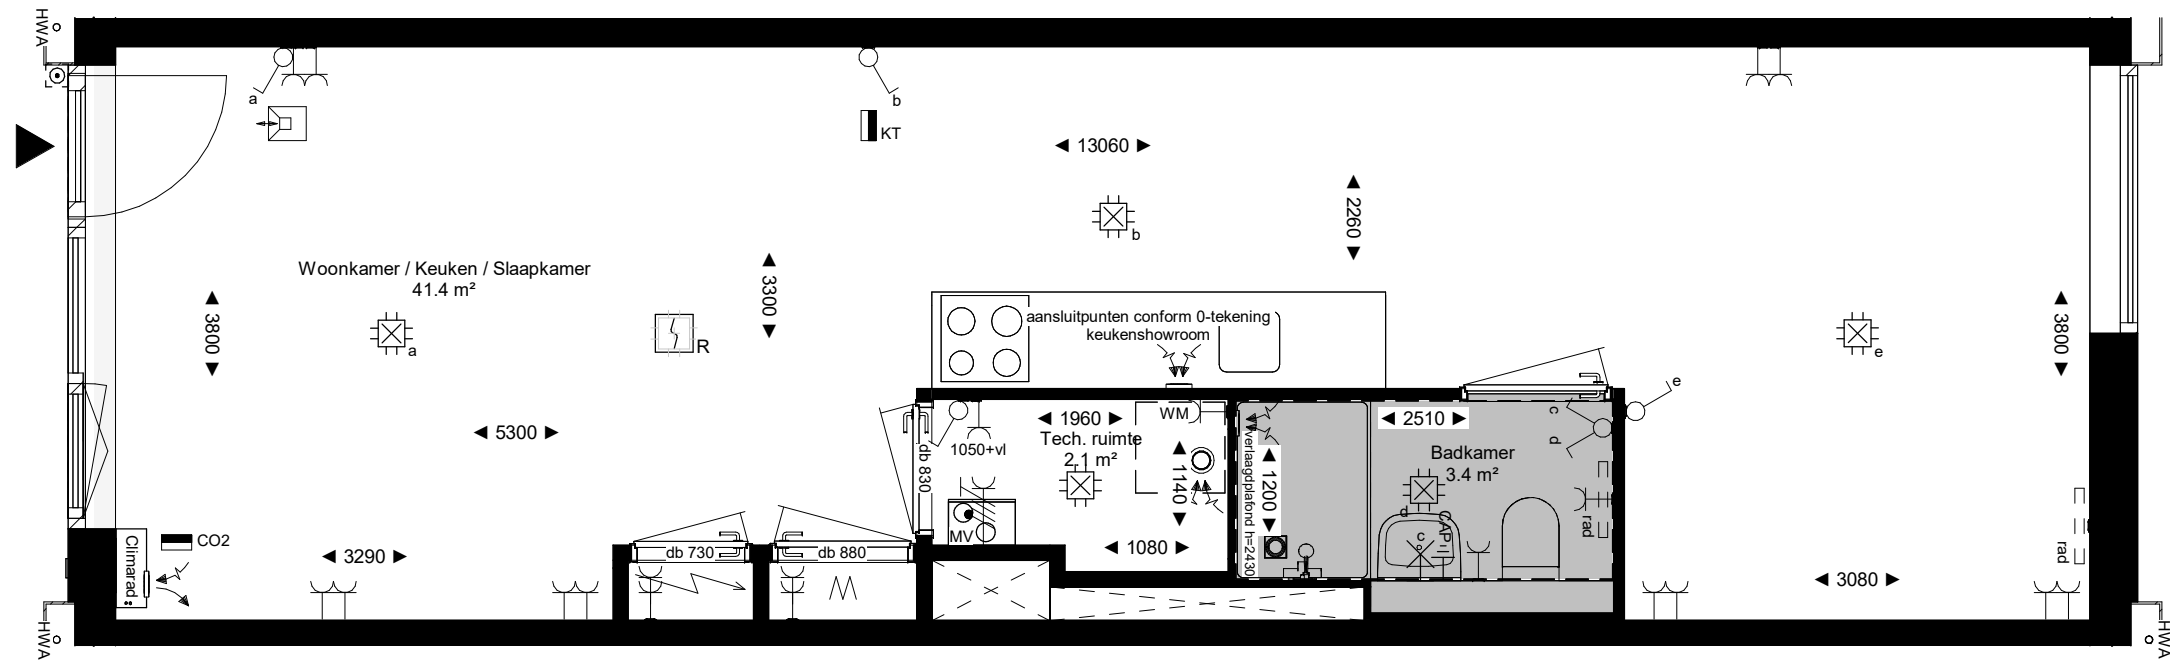 HWA
a
b
KT
13060
2260
b
Woonkamer / Keuken / Slaapkamer
41.4 m²
3300
3800
3800
a
R
aansluitpunten conform 0-tekening
keukenshowroom
e
e
5300
1960
WM
2510
c
d
Tech. ruimte
2.1 m²
1050+vl
db 830
1140
verlaagdplafond h=2430
1200
Badkamer
3.4 m²
d
CAP
c
rad
MV
1080
CO2
Climarad
3290
db 730
db 880
rad
3080
HWA
HWA